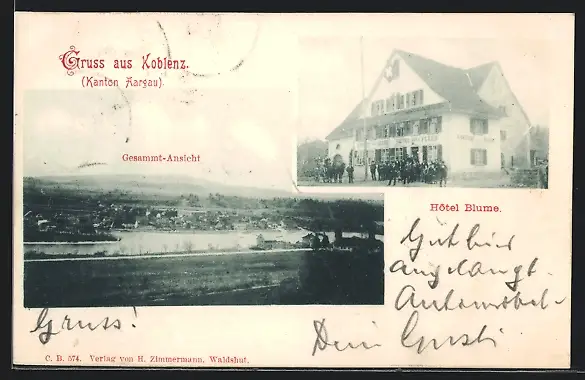 Gruss aus Koblenz.
(Kanton Aargau)
Gesammt-Ansicht
Hôtel Blume.
Gut hier
angelangt.
Automobil-
Gruss!
Dein Gusti
C. B. 574. Verlag von H. Zimmermann, Waldshut.